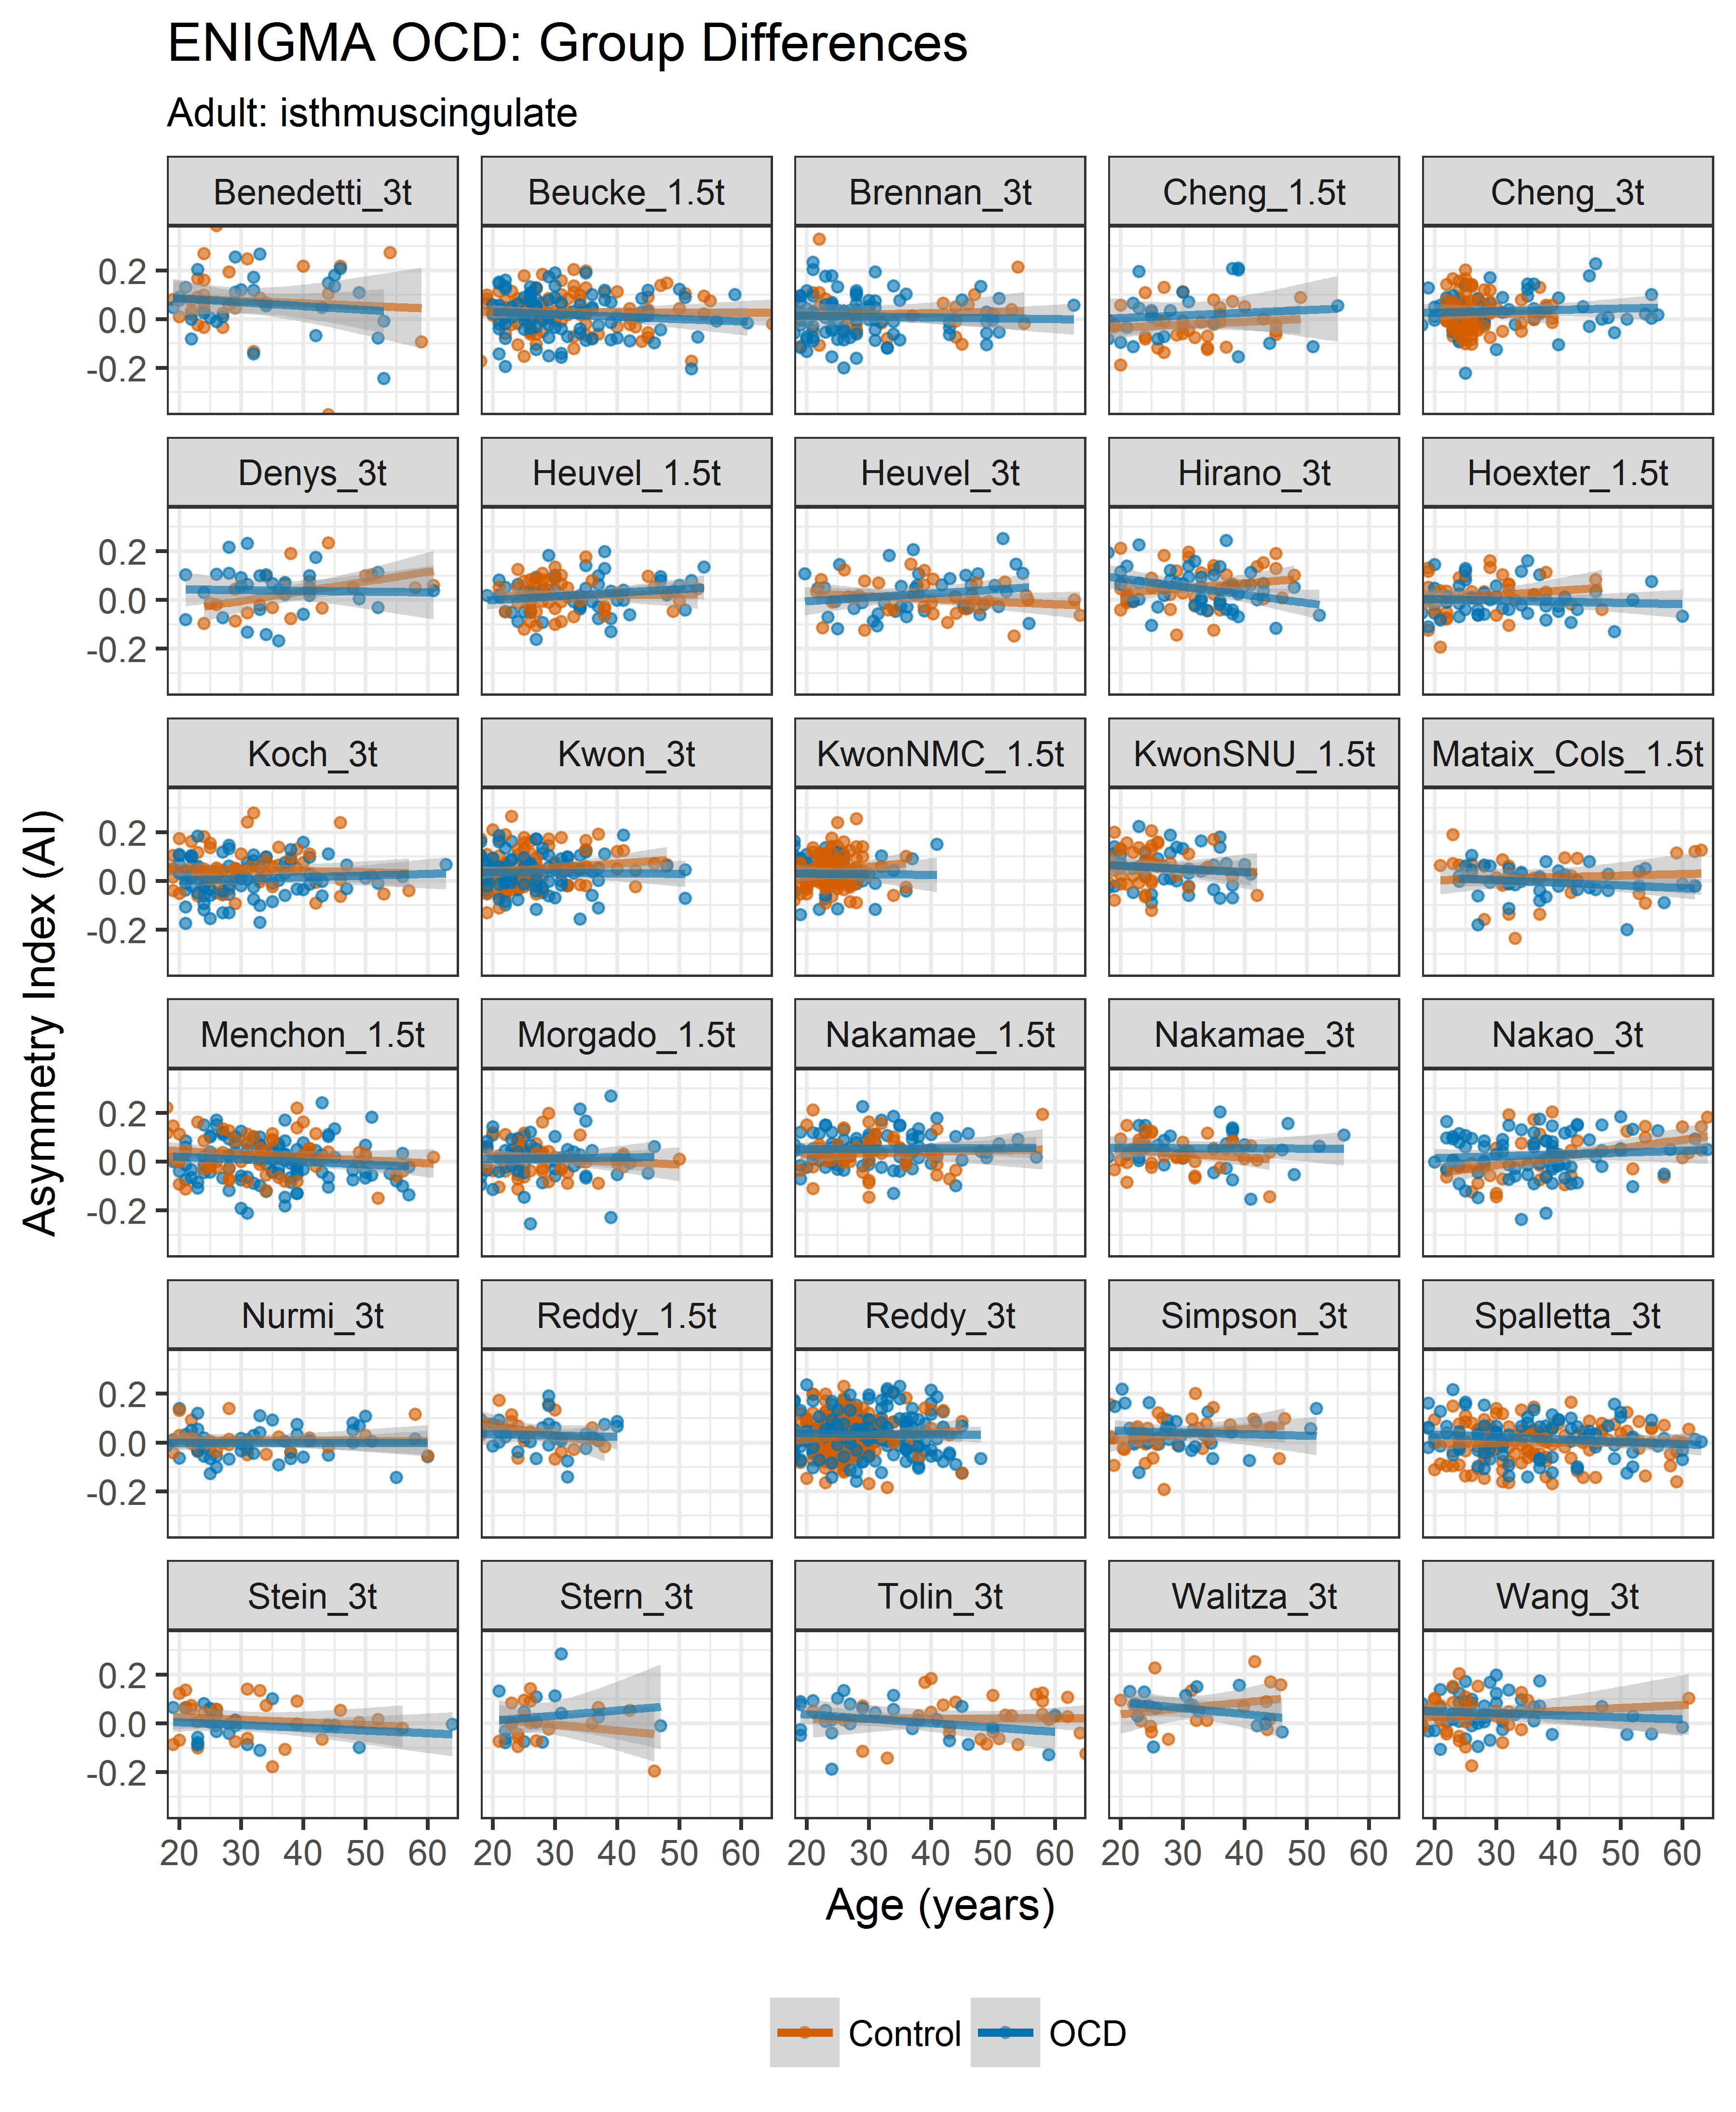 ENIGMA OCD: Group Differences
Adult: isthmuscingulate
Benedetti_3t Beucke_1.5t Brennan_3t Cheng_1.5t Cheng_3t
0.2
0.0
-0.2
Denys_3t Heuvel_1.5t Heuvel_3t Hirano_3t Hoexter_1.5t
0.2
0.0
-0.2
Koch_3t Kwon_3t KwonNMC_1.5t KwonSNU_1.5t Mataix_Cols_1.5t
0.2
0.0
-0.2
Asymmetry Index (AI)
Menchon_1.5t Morgado_1.5t Nakamae_1.5t Nakamae_3t Nakao_3t
0.2
0.0
-0.2
Nurmi_3t Reddy_1.5t Reddy_3t Simpson_3t Spalletta_3t
0.2
0.0
-0.2
Stein_3t Stern_3t Tolin_3t Walitza_3t Wang_3t
0.2
0.0
-0.2
20 30 40 50 60 20 30 40 50 60 20 30 40 50 60 20 30 40 50 60 20 30 40 50 60
Age (years)
Control OCD